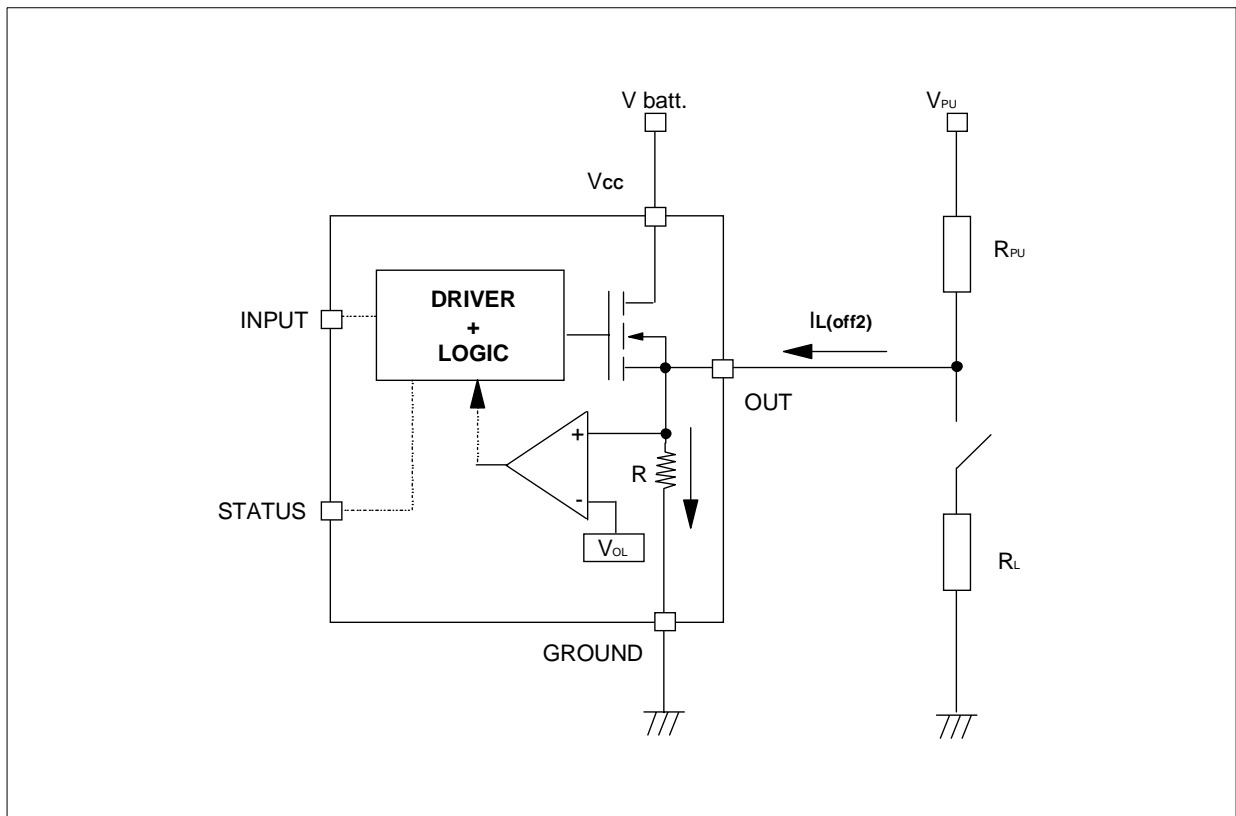 V batt.
VPU
VCC
RPU
DRIVER
+
LOGIC
INPUT
IL(off2)
OUT
+
R
-
STATUS
VOL
RL
GROUND